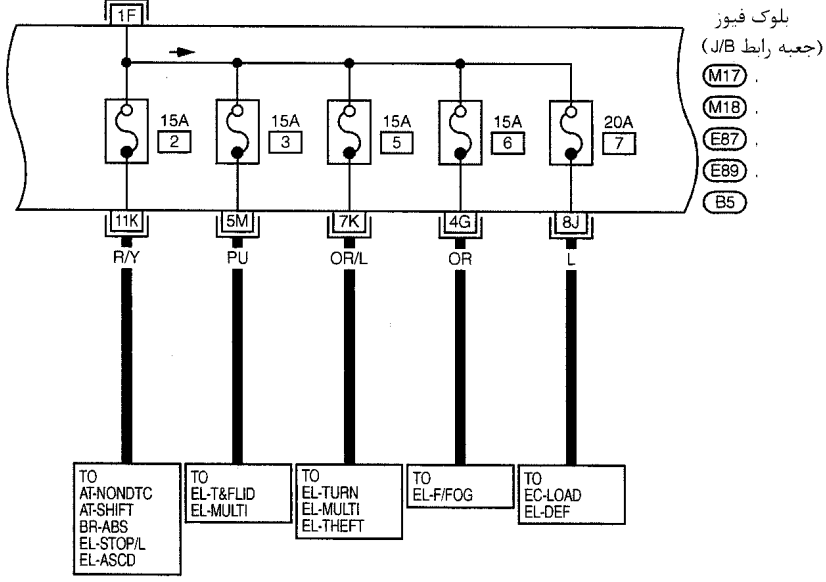 1F
بلوک فیوز
(جعبه رابط J/B)
M17 .
M18 .
E87 .
E89 .
B5
15A 15A 15A 15A 20A
2 3 5 6 7
11K 5M 7K 4G 8J
R/Y PU OR/L OR L
TO
AT-NONDTC
AT-SHIFT
BR-ABS
EL-STOP/L
EL-ASCD
TO
EL-T&FLID
EL-MULTI
TO
EL-TURN
EL-MULTI
EL-THEFT
TO
EL-F/FOG
TO
EC-LOAD
EL-DEF